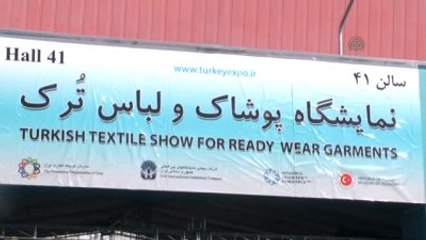 Hall 41
سالن ۴۱
www.turkeyexpo.ir
نمایشگاه پوشاک و لباس تُرک
TURKISH TEXTILE SHOW FOR READY WEAR GARMENTS